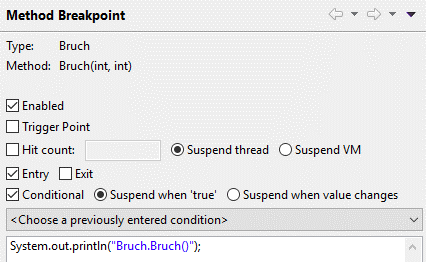 Method Breakpoint
Type: Bruch
Method: Bruch(int, int)
Enabled
Trigger Point
Hit count: Suspend thread Suspend VM
Entry Exit
Conditional Suspend when 'true' Suspend when value changes
<Choose a previously entered condition>
System.out.println("Bruch.Bruch()");